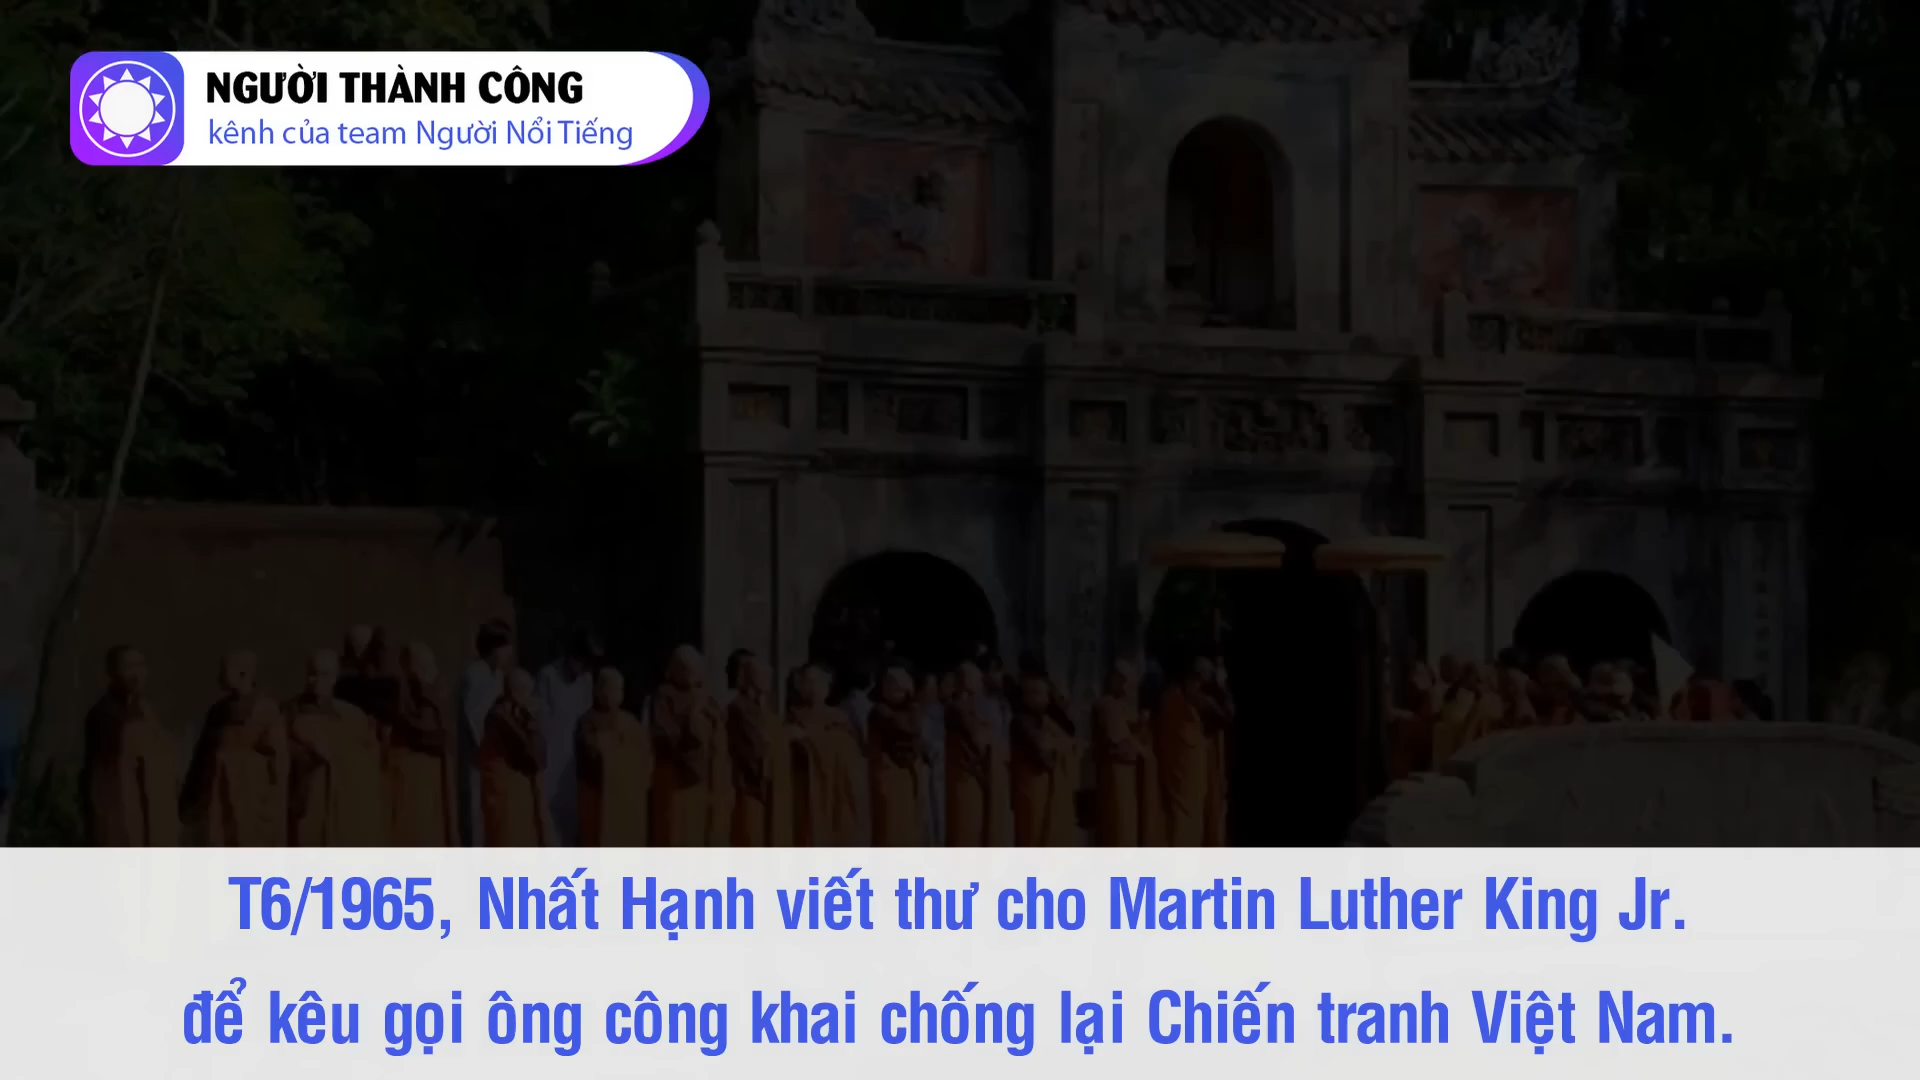 NGƯỜI THÀNH CÔNG
kênh của team Người Nổi Tiếng
T6/1965, Nhất Hạnh viết thư cho Martin Luther King Jr.
để kêu gọi ông công khai chống lại Chiến tranh Việt Nam.